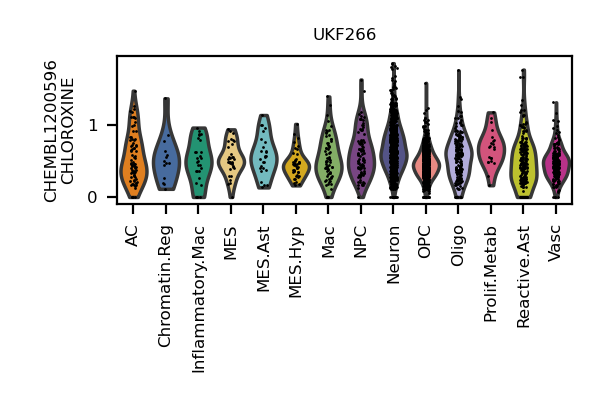 UKF266
CHEMBL1200596
CHLOROXINE
1
0
AC
Chromatin.Reg
Inflammatory.Mac
MES
MES.Ast
MES.Hyp
Mac
NPC
Neuron
OPC
Oligo
Prolif.Metab
Reactive.Ast
Vasc